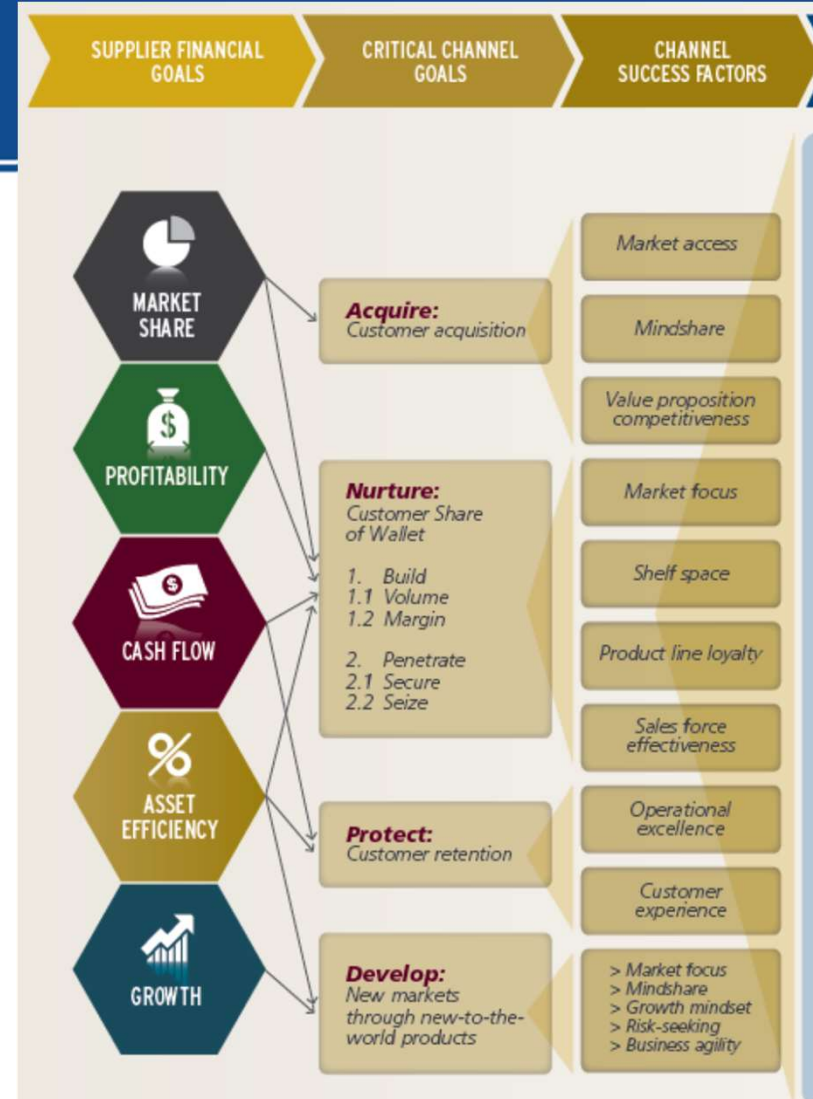 SUPPLIER FINANCIAL
GOALS
CRITICAL CHANNEL
GOALS
CHANNEL
SUCCESS FACTORS
MARKET
SHARE
$
PROFITABILITY
$
CASH FLOW
%
ASSET
EFFICIENCY
GROWTH
Acquire:
Customer acquisition
Nurture:
Customer Share
of Wallet
1. Build
1.1 Volume
1.2 Margin
2. Penetrate
2.1 Secure
2.2 Seize
Protect:
Customer retention
Develop:
New markets
through new-to-the-
world products
Market access
Mindshare
Value proposition
competitiveness
Market focus
Shelf space
Product line loyalty
Sales force
effectiveness
Operational
excellence
Customer
experience
> Market focus
> Mindshare
> Growth mindset
> Risk-seeking
> Business agility